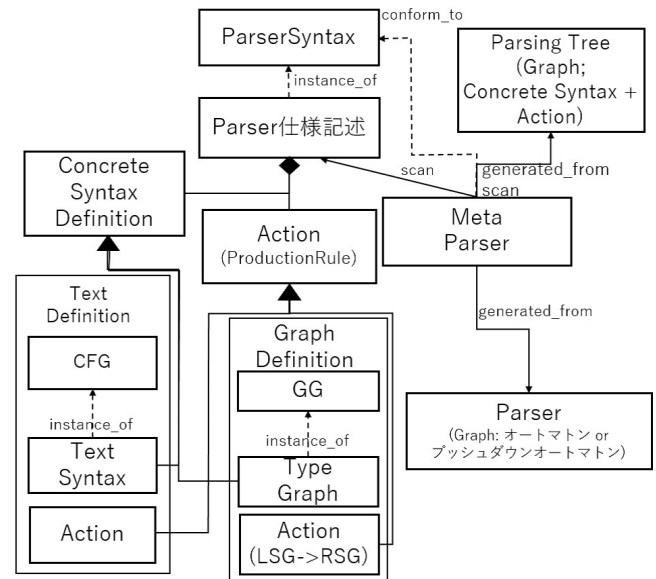 ParserSyntax
conform_to
instance_of
Parsing Tree
(Graph;
Concrete Syntax +
Action)
Parser仕様記述
scan
generated_from
scan
Concrete
Syntax
Definition
Action
(ProductionRule)
Meta
Parser
Text
Definition
CFG
instance_of
Text
Syntax
Action
Graph
Definition
GG
instance_of
Type
Graph
Action
(LSG->RSG)
generated_from
Parser
(Graph: オートマトン or
プッシュダウンオートマトン)